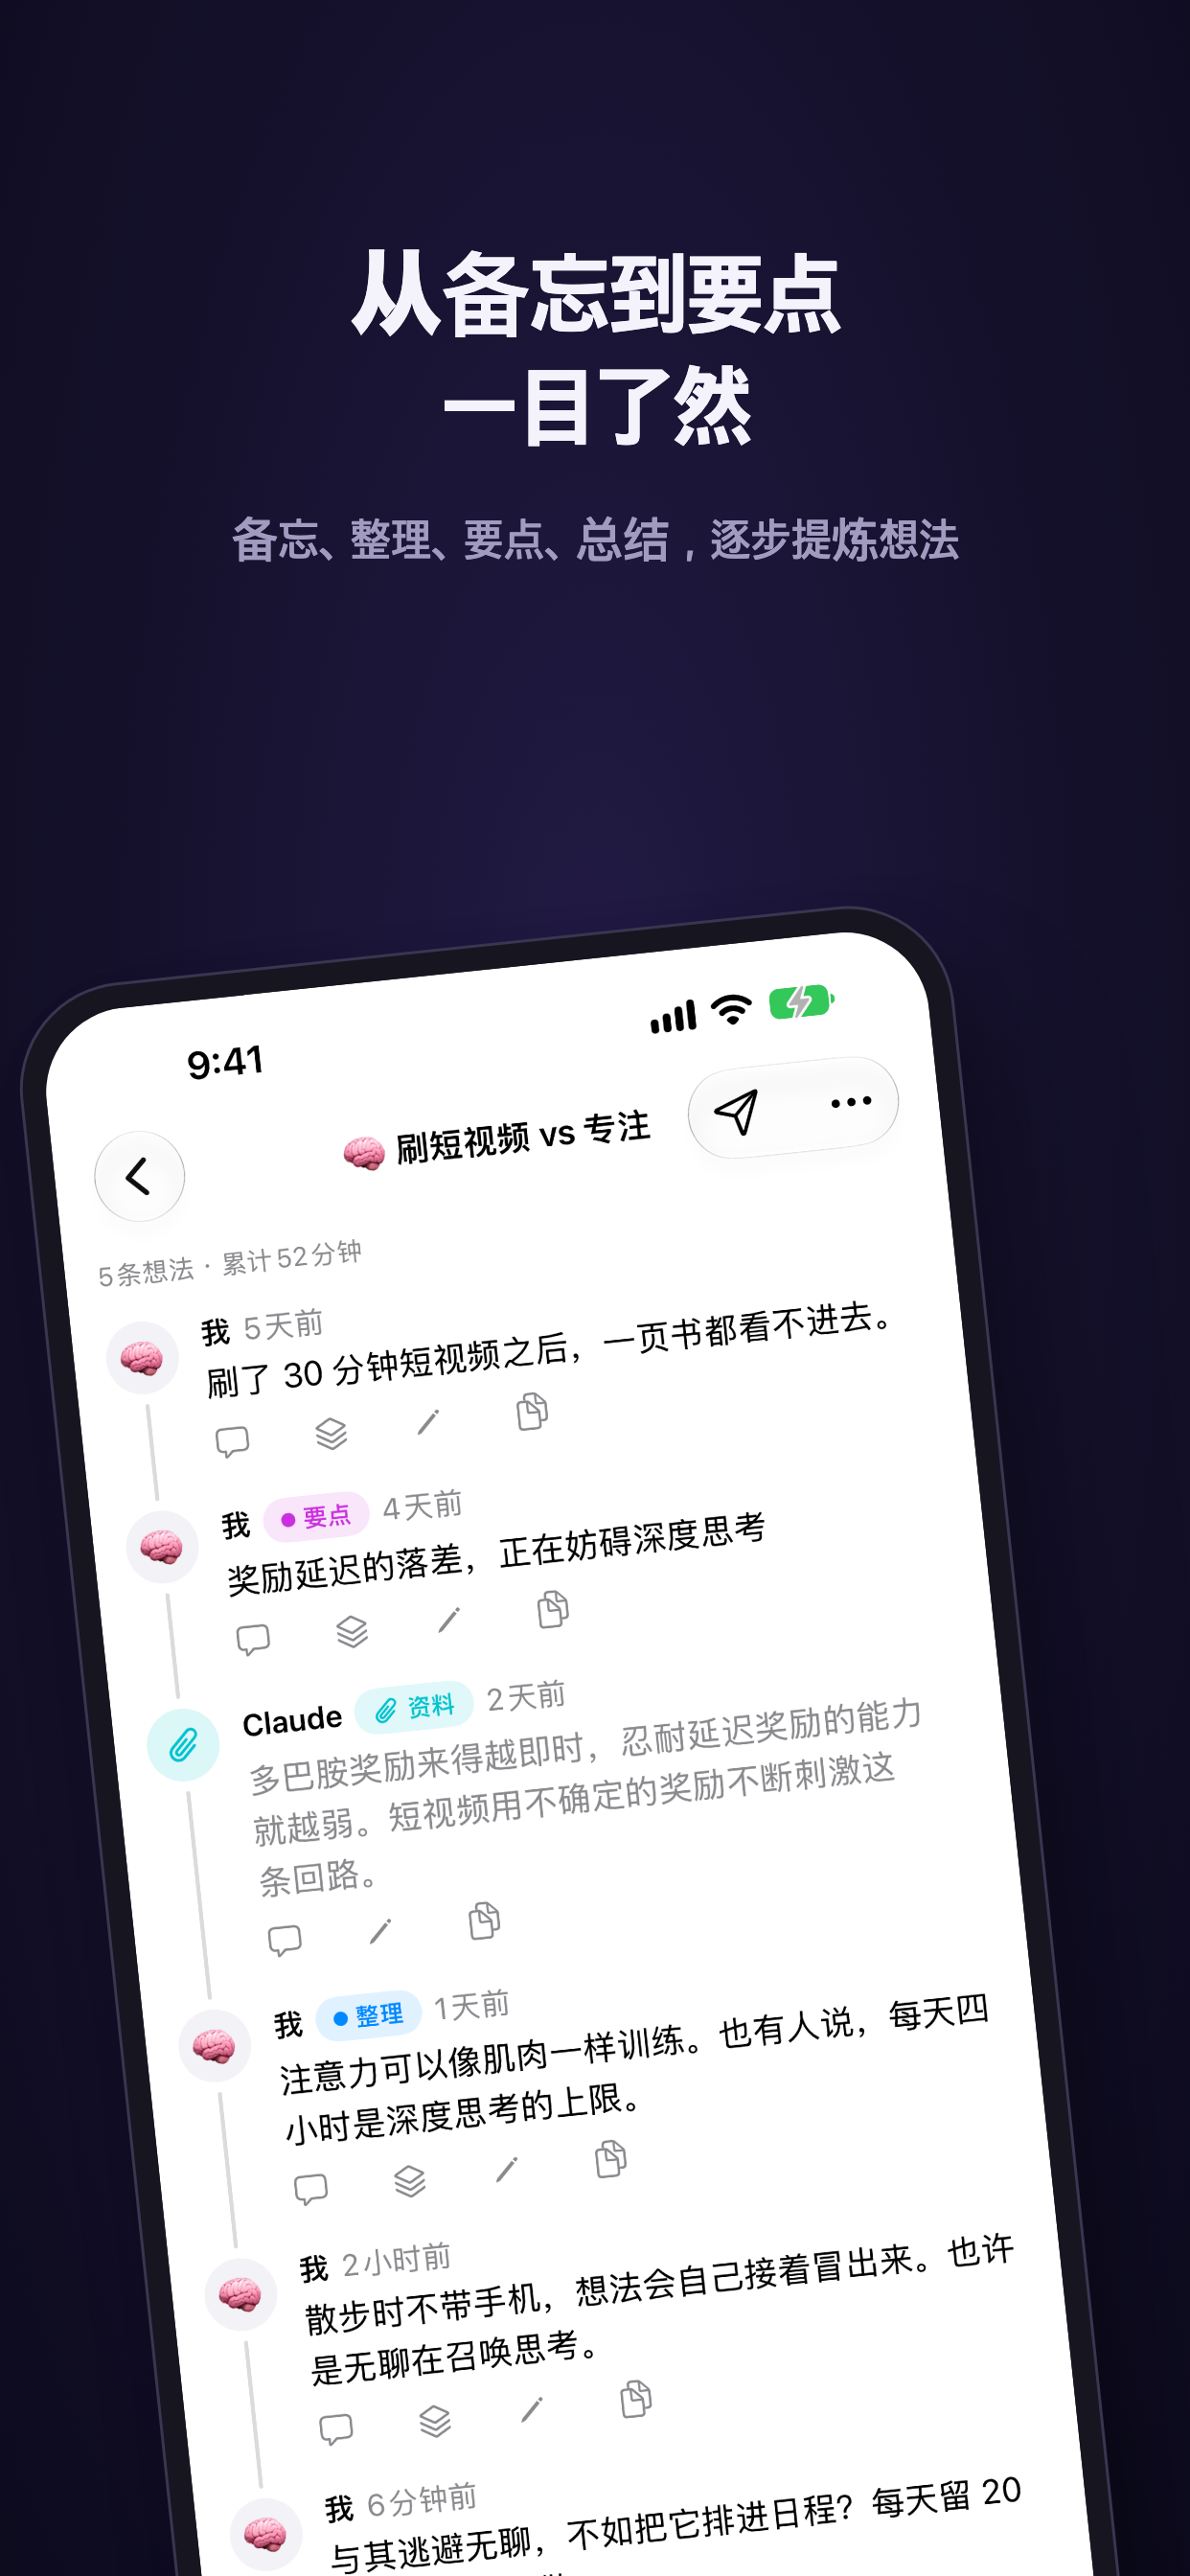 从备忘到要点
一目了然
备忘、整理、要点、总结，逐步提炼想法
9:41
刷短视频 vs 专注
5条想法 · 累计52分钟
我 5天前
刷了 30 分钟短视频之后，一页书都看不进去。
我 要点 4天前
奖励延迟的落差，正在妨碍深度思考
Claude 资料 2天前
多巴胺奖励来得越即时，忍耐延迟奖励的能力
就越弱。短视频用不确定的奖励不断刺激这
条回路。
我 整理 1天前
注意力可以像肌肉一样训练。也有人说，每天四
小时是深度思考的上限。
我 2小时前
散步时不带手机，想法会自己接着冒出来。也许
是无聊在召唤思考。
我 6分钟前
与其逃避无聊，不如把它排进日程？每天留 20